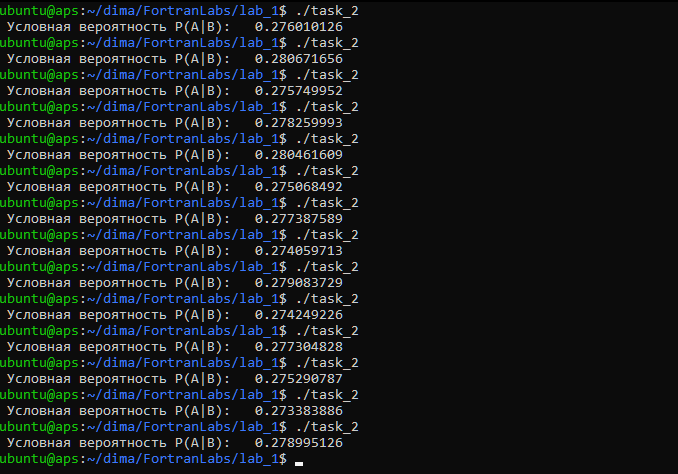 ubuntu@aps:~/dima/FortranLabs/lab_1$ ./task_2
Условная вероятность P(A|B):   0.276010126
ubuntu@aps:~/dima/FortranLabs/lab_1$ ./task_2
Условная вероятность P(A|B):   0.280671656
ubuntu@aps:~/dima/FortranLabs/lab_1$ ./task_2
Условная вероятность P(A|B):   0.275749952
ubuntu@aps:~/dima/FortranLabs/lab_1$ ./task_2
Условная вероятность P(A|B):   0.278259993
ubuntu@aps:~/dima/FortranLabs/lab_1$ ./task_2
Условная вероятность P(A|B):   0.280461609
ubuntu@aps:~/dima/FortranLabs/lab_1$ ./task_2
Условная вероятность P(A|B):   0.275068492
ubuntu@aps:~/dima/FortranLabs/lab_1$ ./task_2
Условная вероятность P(A|B):   0.277387589
ubuntu@aps:~/dima/FortranLabs/lab_1$ ./task_2
Условная вероятность P(A|B):   0.274059713
ubuntu@aps:~/dima/FortranLabs/lab_1$ ./task_2
Условная вероятность P(A|B):   0.279083729
ubuntu@aps:~/dima/FortranLabs/lab_1$ ./task_2
Условная вероятность P(A|B):   0.274249226
ubuntu@aps:~/dima/FortranLabs/lab_1$ ./task_2
Условная вероятность P(A|B):   0.277304828
ubuntu@aps:~/dima/FortranLabs/lab_1$ ./task_2
Условная вероятность P(A|B):   0.275290787
ubuntu@aps:~/dima/FortranLabs/lab_1$ ./task_2
Условная вероятность P(A|B):   0.273383886
ubuntu@aps:~/dima/FortranLabs/lab_1$ ./task_2
Условная вероятность P(A|B):   0.278995126
ubuntu@aps:~/dima/FortranLabs/lab_1$